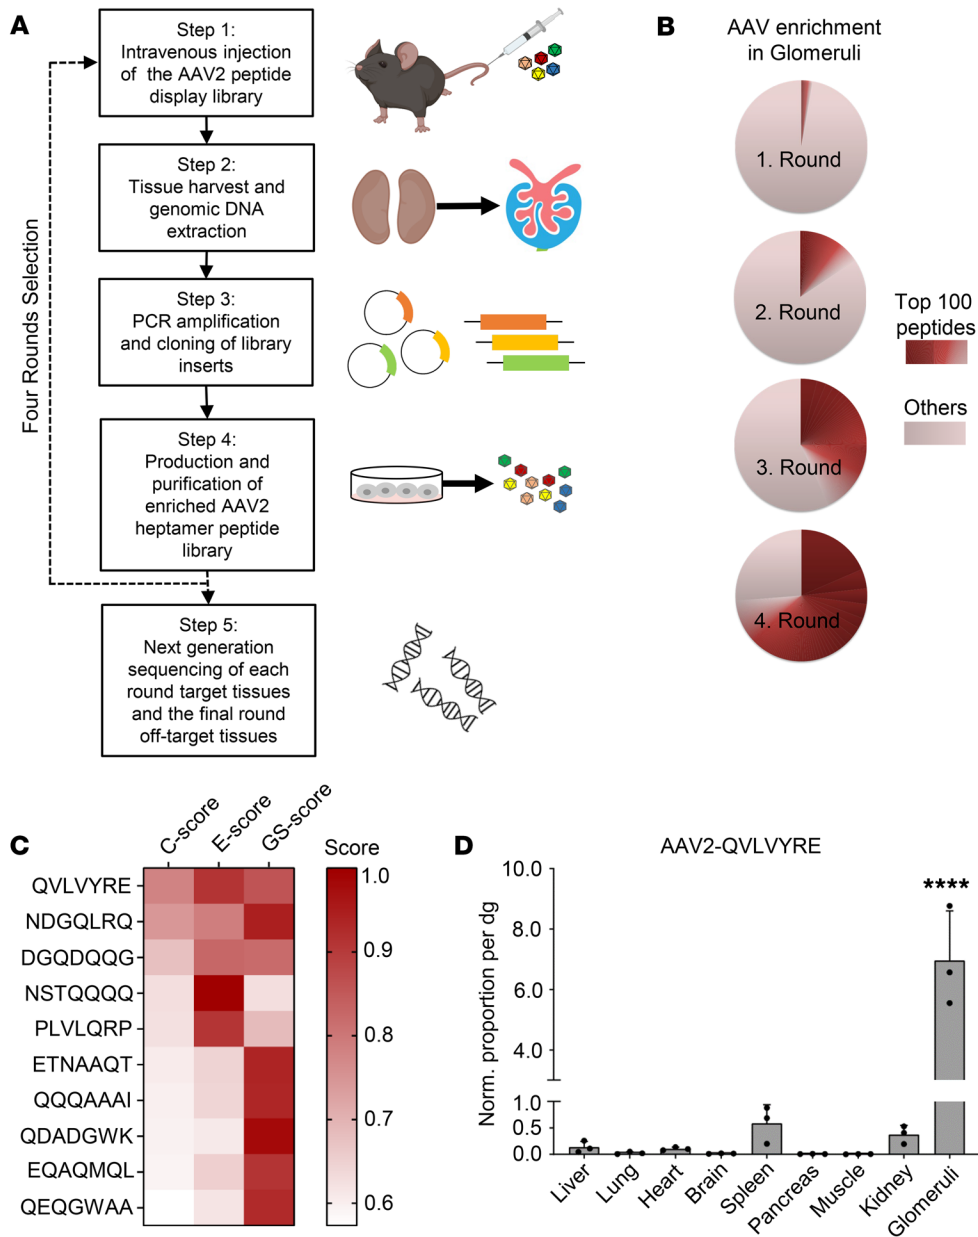 A
Step 1:
Intravenous injection
of the AAV2 peptide
display library
Step 2:
Tissue harvest and
genomic DNA
extraction
Step 3:
PCR amplification
and cloning of library
inserts
Step 4:
Production and
purification of
enriched AAV2
heptamer peptide
library
Step 5:
Next generation
sequencing of each
round target tissues
and the final round
off-target tissues
Four Rounds Selection
B
AAV enrichment
in Glomeruli
1. Round
2. Round
3. Round
4. Round
Top 100
peptides
Others
C
C-score
E-score
GS-score
QVLVYRE
NDGQLRQ
DGQDQQG
NSTQQQQ
PLVLQRP
ETNAAQT
QQQAAAI
QDADGWK
EQAQMQL
QEQGWAA
Score
1.0
0.9
0.8
0.7
0.6
D
AAV2-QVLVYRE
Norm. proportion per dg
10.0
8.0
6.0
4.0
1.0
0.5
0.0
****
Liver
Lung
Heart
Brain
Spleen
Pancreas
Muscle
Kidney
Glomeruli